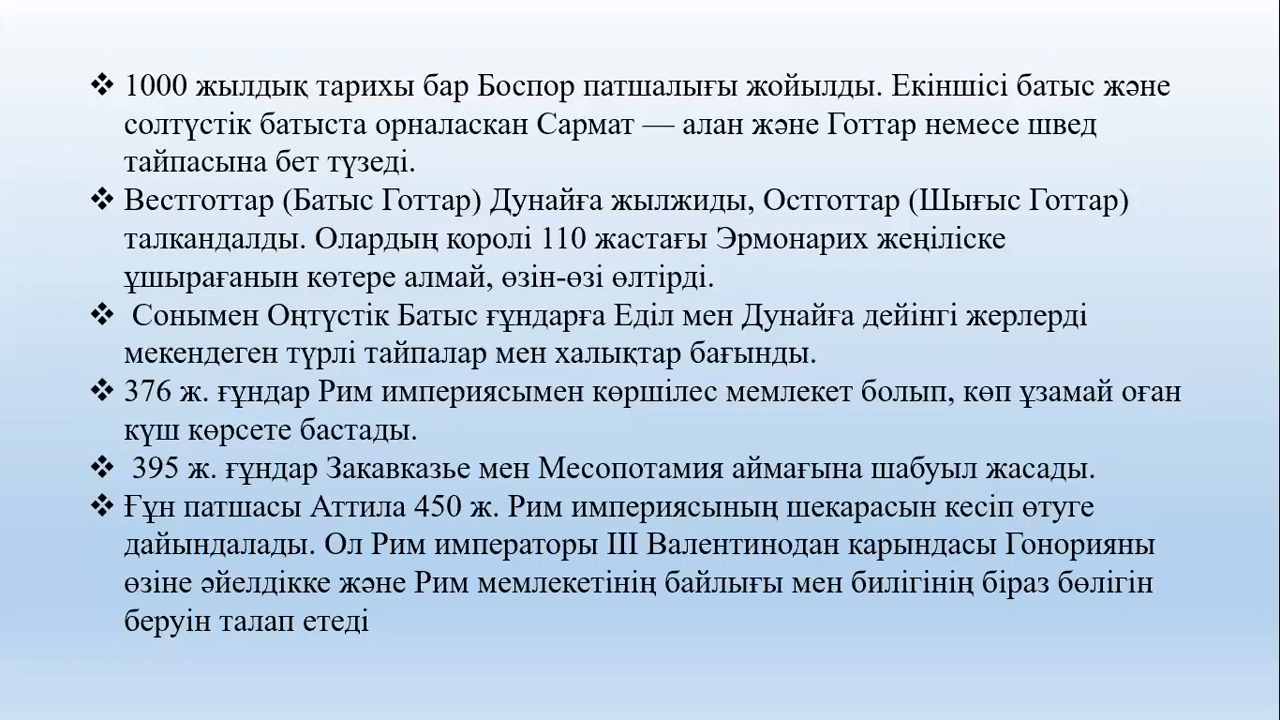 ❖ 1000 жылдық тарихы бар Боспор патшалығы жойылды. Екіншісі батыс және
солтүстік батыста орналаскан Сармат — алан және Готтар немесе швед
тайпасына бет түзеді.
❖ Вестготтар (Батыс Готтар) Дунайға жылжиды, Остготтар (Шығыс Готтар)
талкандалды. Олардың королі 110 жастағы Эрмонарих жеңіліске
ұшырағанын көтере алмай, өзін-өзі өлтірді.
❖ Сонымен Оңтүстік Батыс ғұндарға Еділ мен Дунайға дейінгі жерлерді
мекендеген түрлі тайпалар мен халықтар бағынды.
❖ 376 ж. ғұндар Рим империясымен көршілес мемлекет болып, көп ұзамай оған
күш көрсете бастады.
❖ 395 ж. ғұндар Закавказье мен Месопотамия аймағына шабуыл жасады.
❖ Ғұн патшасы Аттила 450 ж. Рим империясының шекарасын кесіп өтуге
дайындалады. Ол Рим императоры III Валентинодан карындасы Гонорияны
өзіне әйелдікке және Рим мемлекетінің байлығы мен билігінің біраз бөлігін
беруін талап етеді